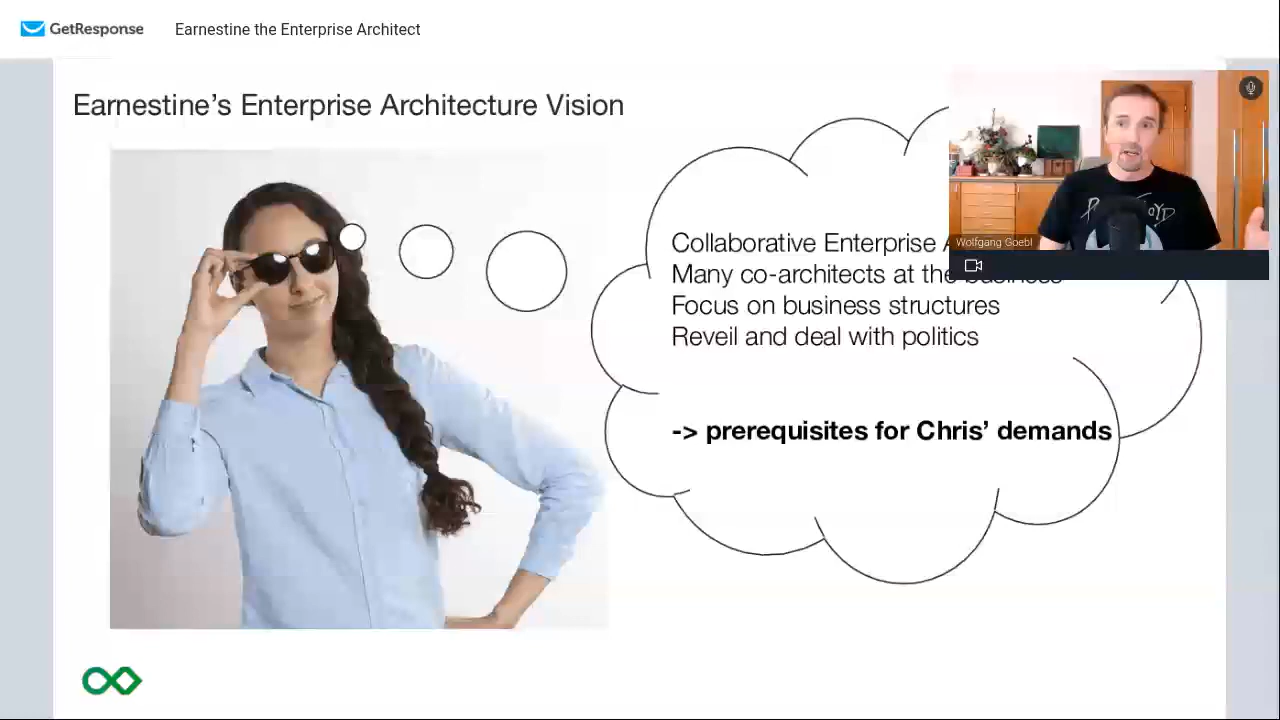 GetResponse
Earnestine the Enterprise Architect
Earnestine’s Enterprise Architecture Vision
Wolfgang Goebl
Collaborative Enterprise
Many co-architects at the business
Focus on business structures
Reveil and deal with politics
-> prerequisites for Chris’ demands